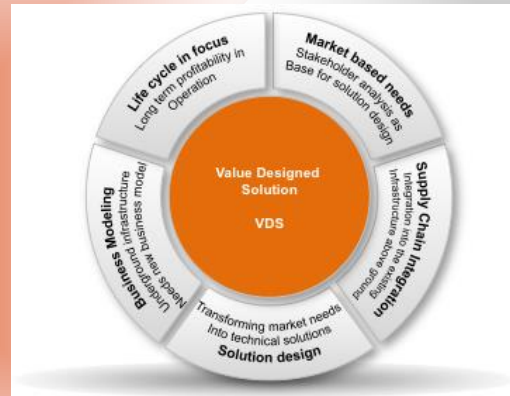 Value Designed
Solution
VDS
Market based needs
Stakeholder analysis as
Base for solution design
Supply Chain Integration
Integration into the existing
Infrastructure above ground
Transforming market needs
Into technical solutions
Solution design
Business Modeling
Underground infrastructure
Needs new business model
Life cycle in focus
Long term profitability in
Operation